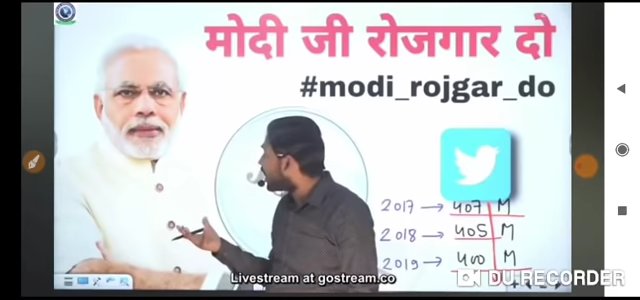 मोदी जी रोजगार दो
#modi_rojgar_do
2017 → 407 M
2018 → 405 M
2019 → 400 M
Livestream at gostream.co
DU RECORDER